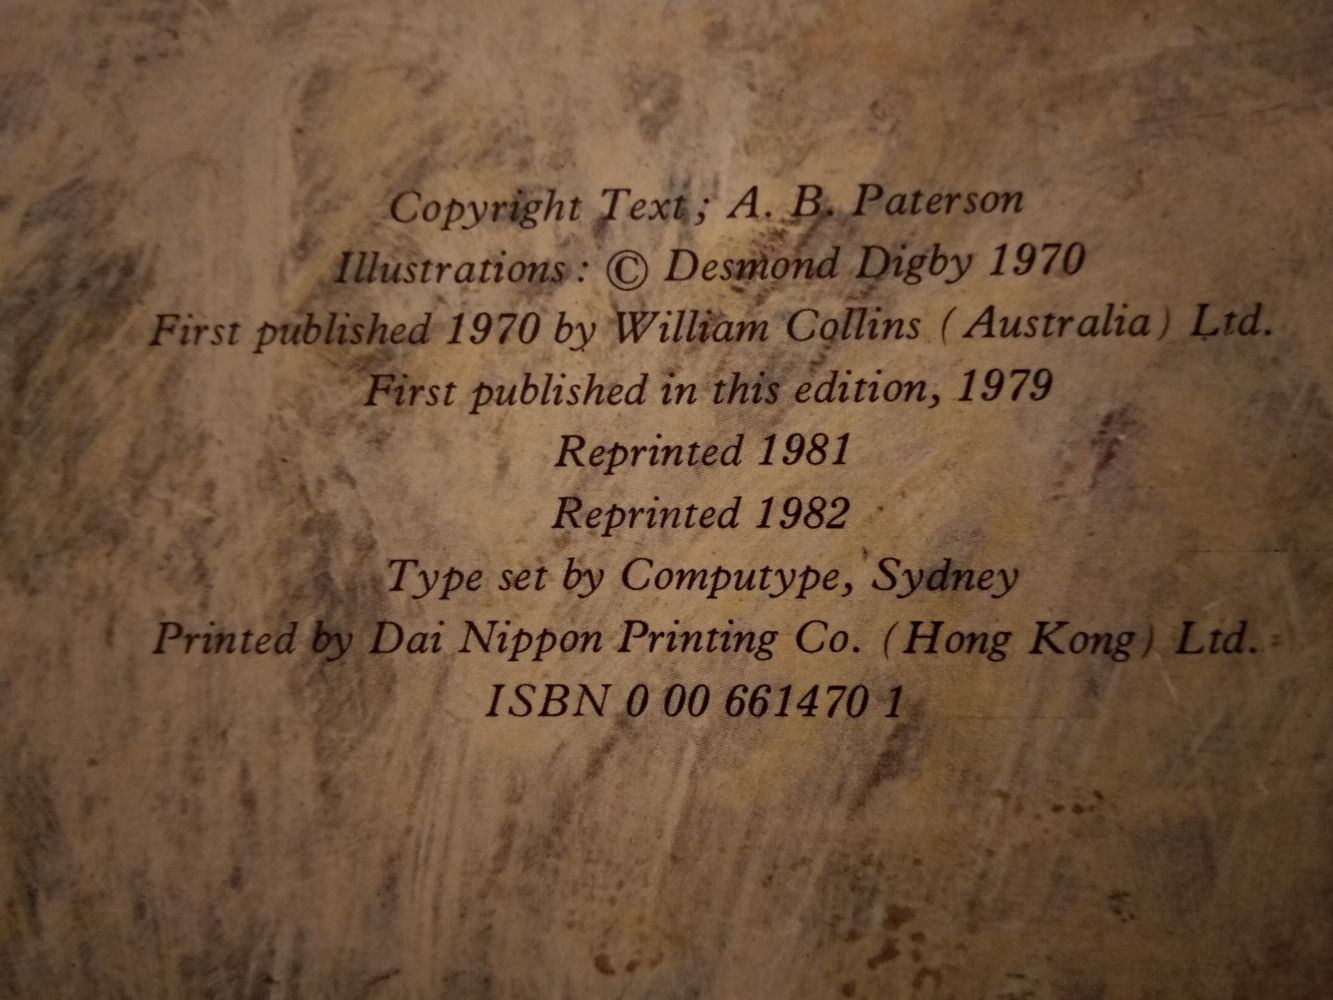 Copyright Text; A. B. Paterson
Illustrations: © Desmond Digby 1970
First published 1970 by William Collins (Australia) Ltd.
First published in this edition, 1979
Reprinted 1981
Reprinted 1982
Type set by Computype, Sydney
Printed by Dai Nippon Printing Co. (Hong Kong) Ltd.
ISBN 0 00 661470 1